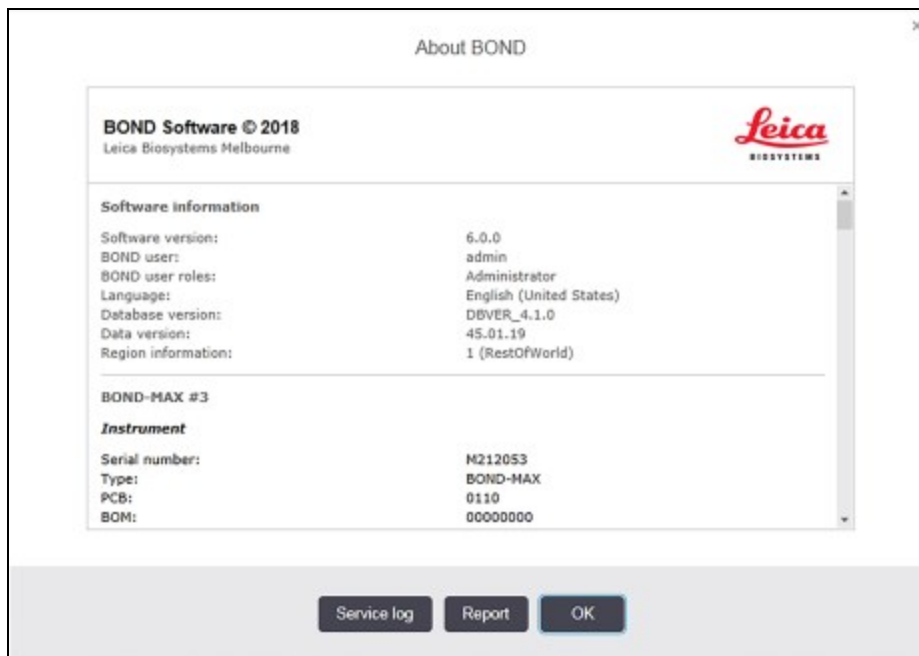 About BOND
BOND Software © 2018
Leica Biosystems Melbourne
Leica
BIOSYSTEMS
Software information
Software version: 6.0.0
BOND user: admin
BOND user roles: Administrator
Language: English (United States)
Database version: DBVER_4.1.0
Data version: 45.01.19
Region information: 1 (RestOfWorld)
BOND-MAX #3
Instrument
Serial number: M212053
Type: BOND-MAX
PCB: 0110
BOM: 00000000
Service log Report OK